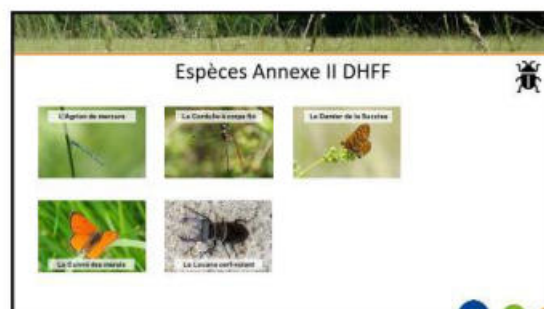 Espèces Annexe II DHFF
L'Agrion de mercure
La Cordulie à corps fin
Le Damier de la Succise
Le Cuivré des marais
Le Lucane cerf-volant